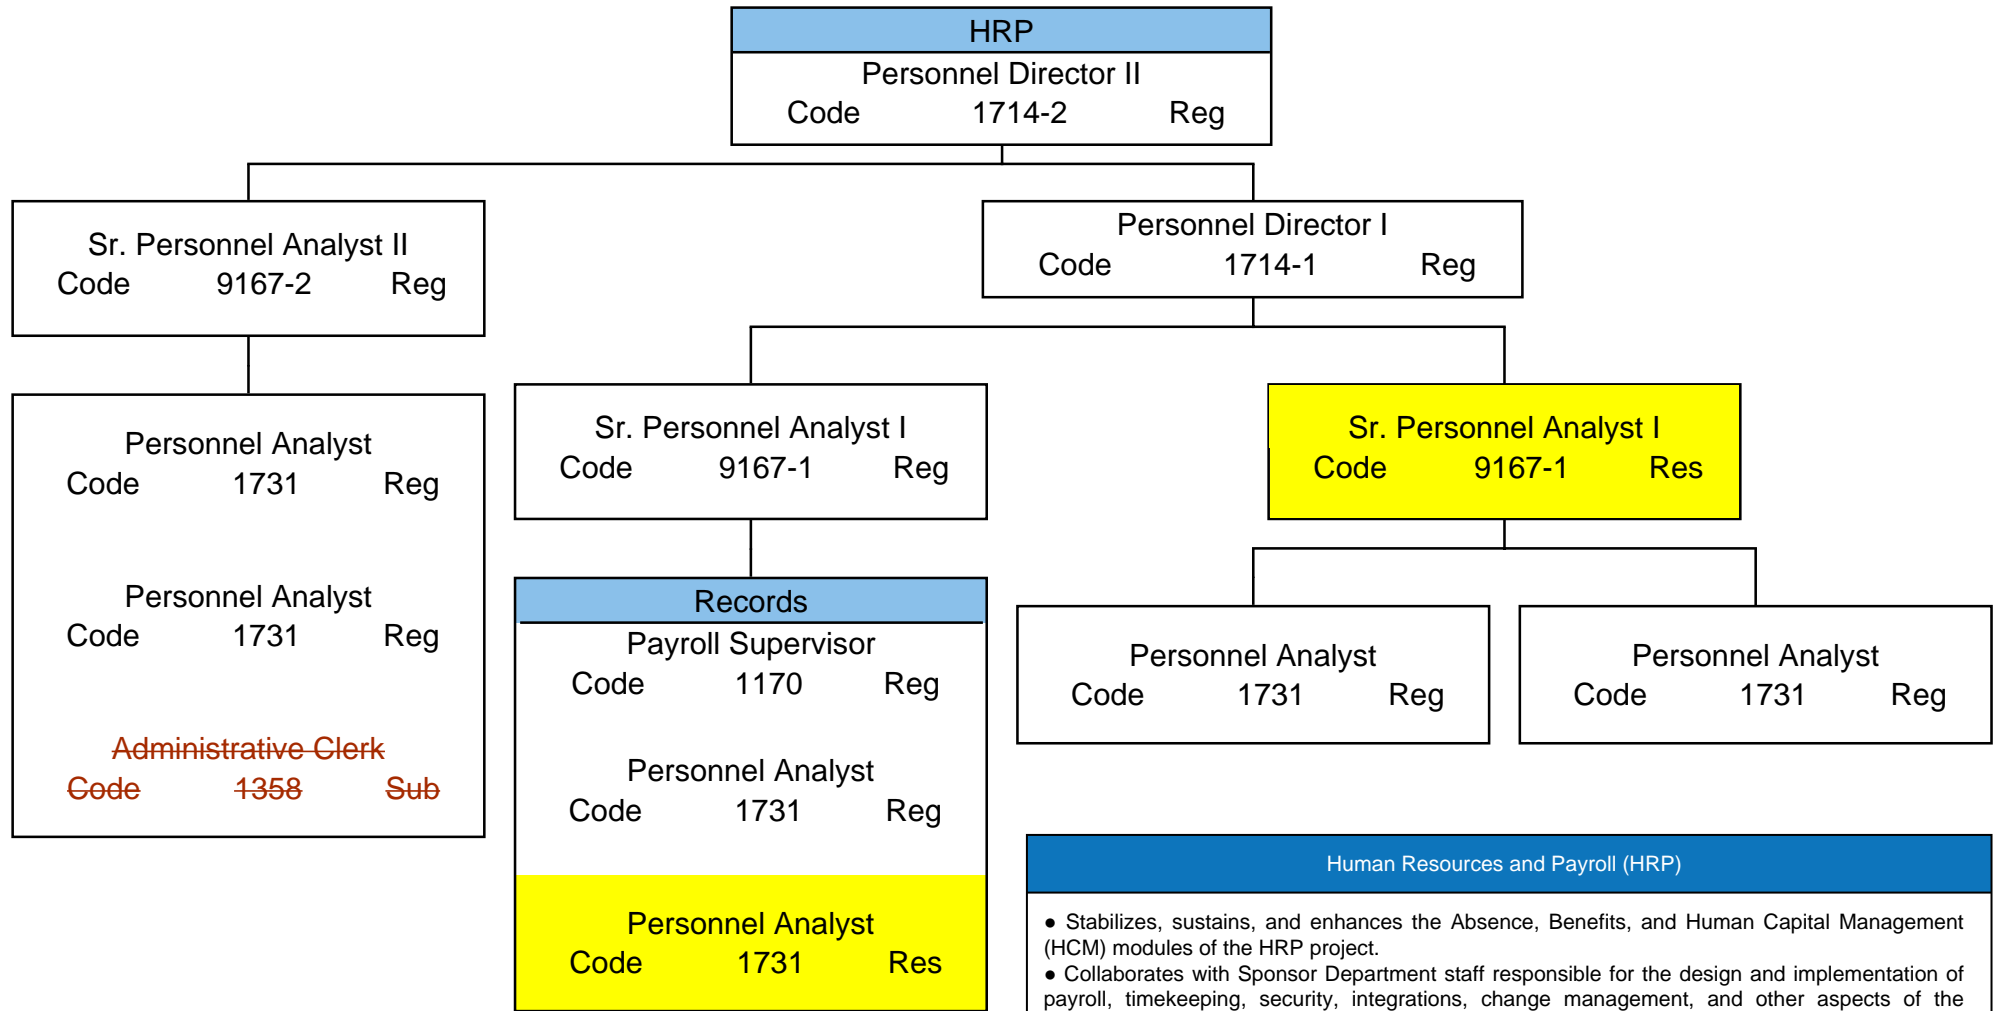 HRP
Personnel Director II
Code 1714-2 Reg
Sr. Personnel Analyst II
Code 9167-2 Reg
Personnel Director I
Code 1714-1 Reg
Personnel Analyst
Code 1731 Reg
Personnel Analyst
Code 1731 Reg
Administrative Clerk
Code 1358 Sub
Sr. Personnel Analyst I
Code 9167-1 Reg
Sr. Personnel Analyst I
Code 9167-1 Res
Records
Payroll Supervisor
Code 1170 Reg
Personnel Analyst
Code 1731 Reg
Personnel Analyst
Code 1731 Res
Personnel Analyst
Code 1731 Reg
Personnel Analyst
Code 1731 Reg
Human Resources and Payroll (HRP)
● Stabilizes, sustains, and enhances the Absence, Benefits, and Human Capital Management
(HCM) modules of the HRP project.
● Collaborates with Sponsor Department staff responsible for the design and implementation of
payroll, timekeeping, security, integrations, change management, and other aspects of the